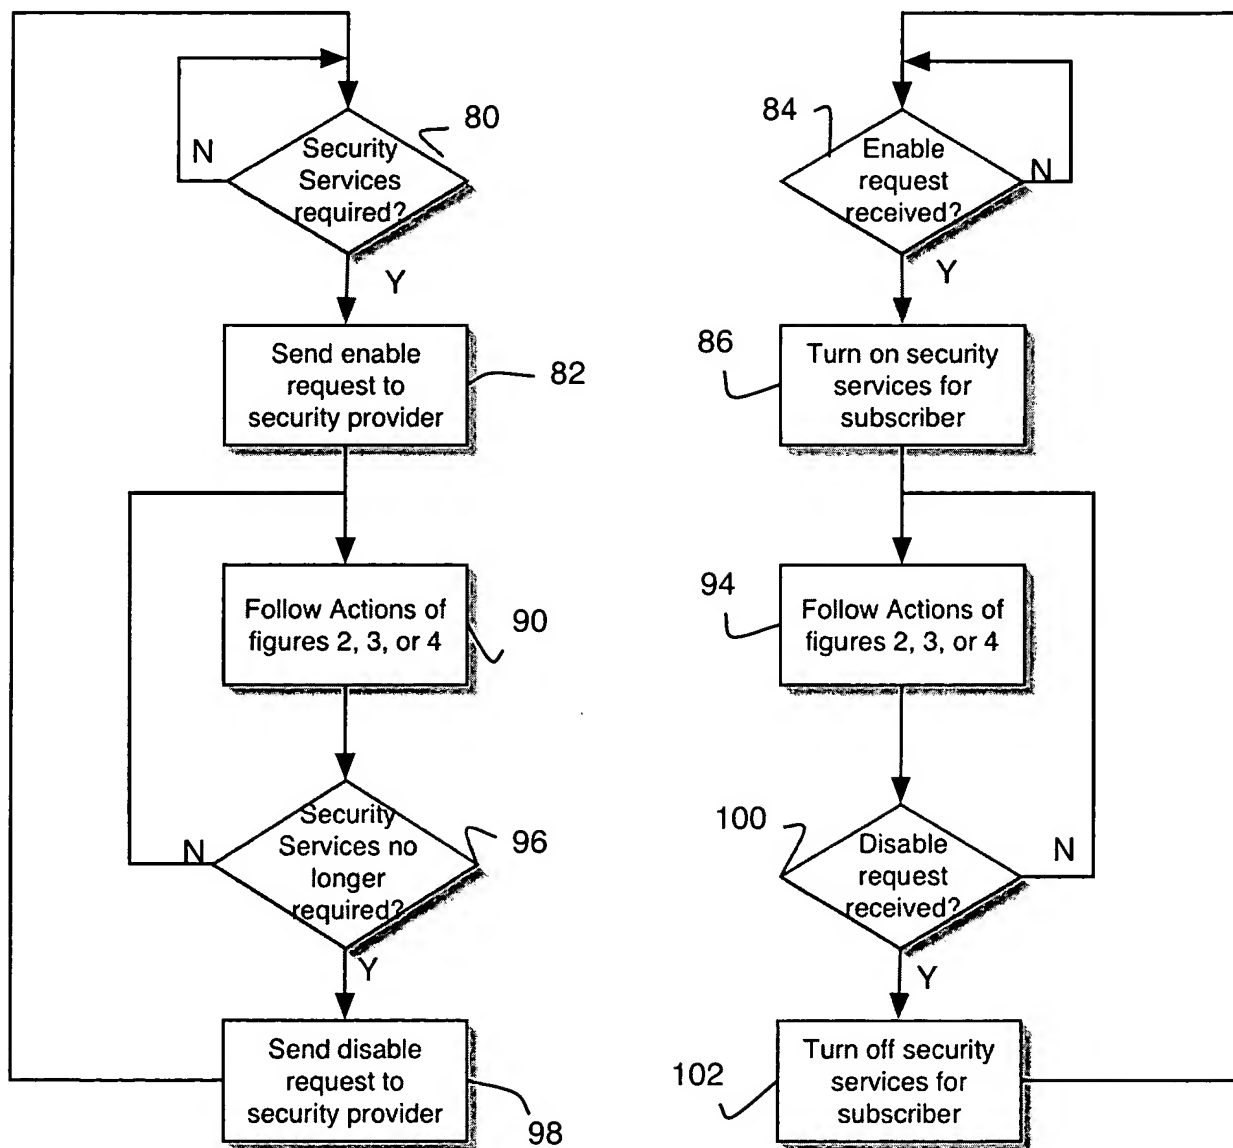 80
N
Security
Services
required?
Y
Send enable
request to
security provider
82
Follow Actions of
figures 2, 3, or 4
90
Security
Services no
longer
required?
96
N
Y
Send disable
request to
security provider
98
84
Enable
request
received?
N
Y
86
Turn on security
services for
subscriber
94
Follow Actions of
figures 2, 3, or 4
100
Disable
request
received?
N
Y
102
Turn off security
services for
subscriber